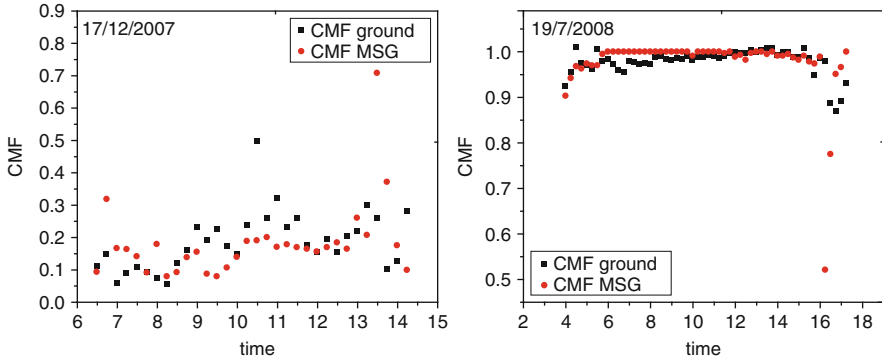 17/12/2007
CMF ground
CMF MSG
0.9
0.8
0.7
0.6
0.5
0.4
0.3
0.2
0.1
0.0
CMF
6 7 8 9 10 11 12 13 14 15
time
19/7/2008
1.0
0.9
0.8
0.7
0.6
0.5
CMF
CMF ground
CMF MSG
2 4 6 8 10 12 14 16 18
time